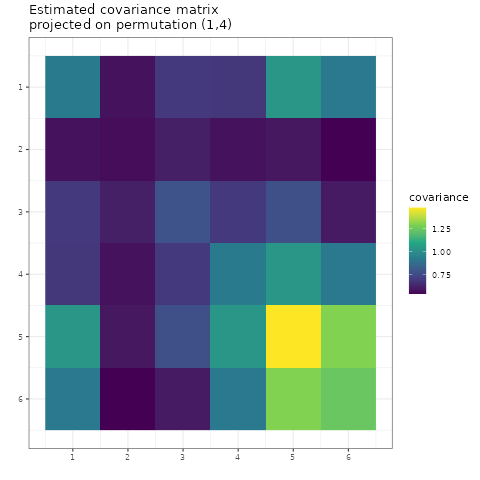 Estimated covariance matrix
projected on permutation (1,4)
1
2
3
4
5
6
1 2 3 4 5 6
covariance
1.25
1.00
0.75